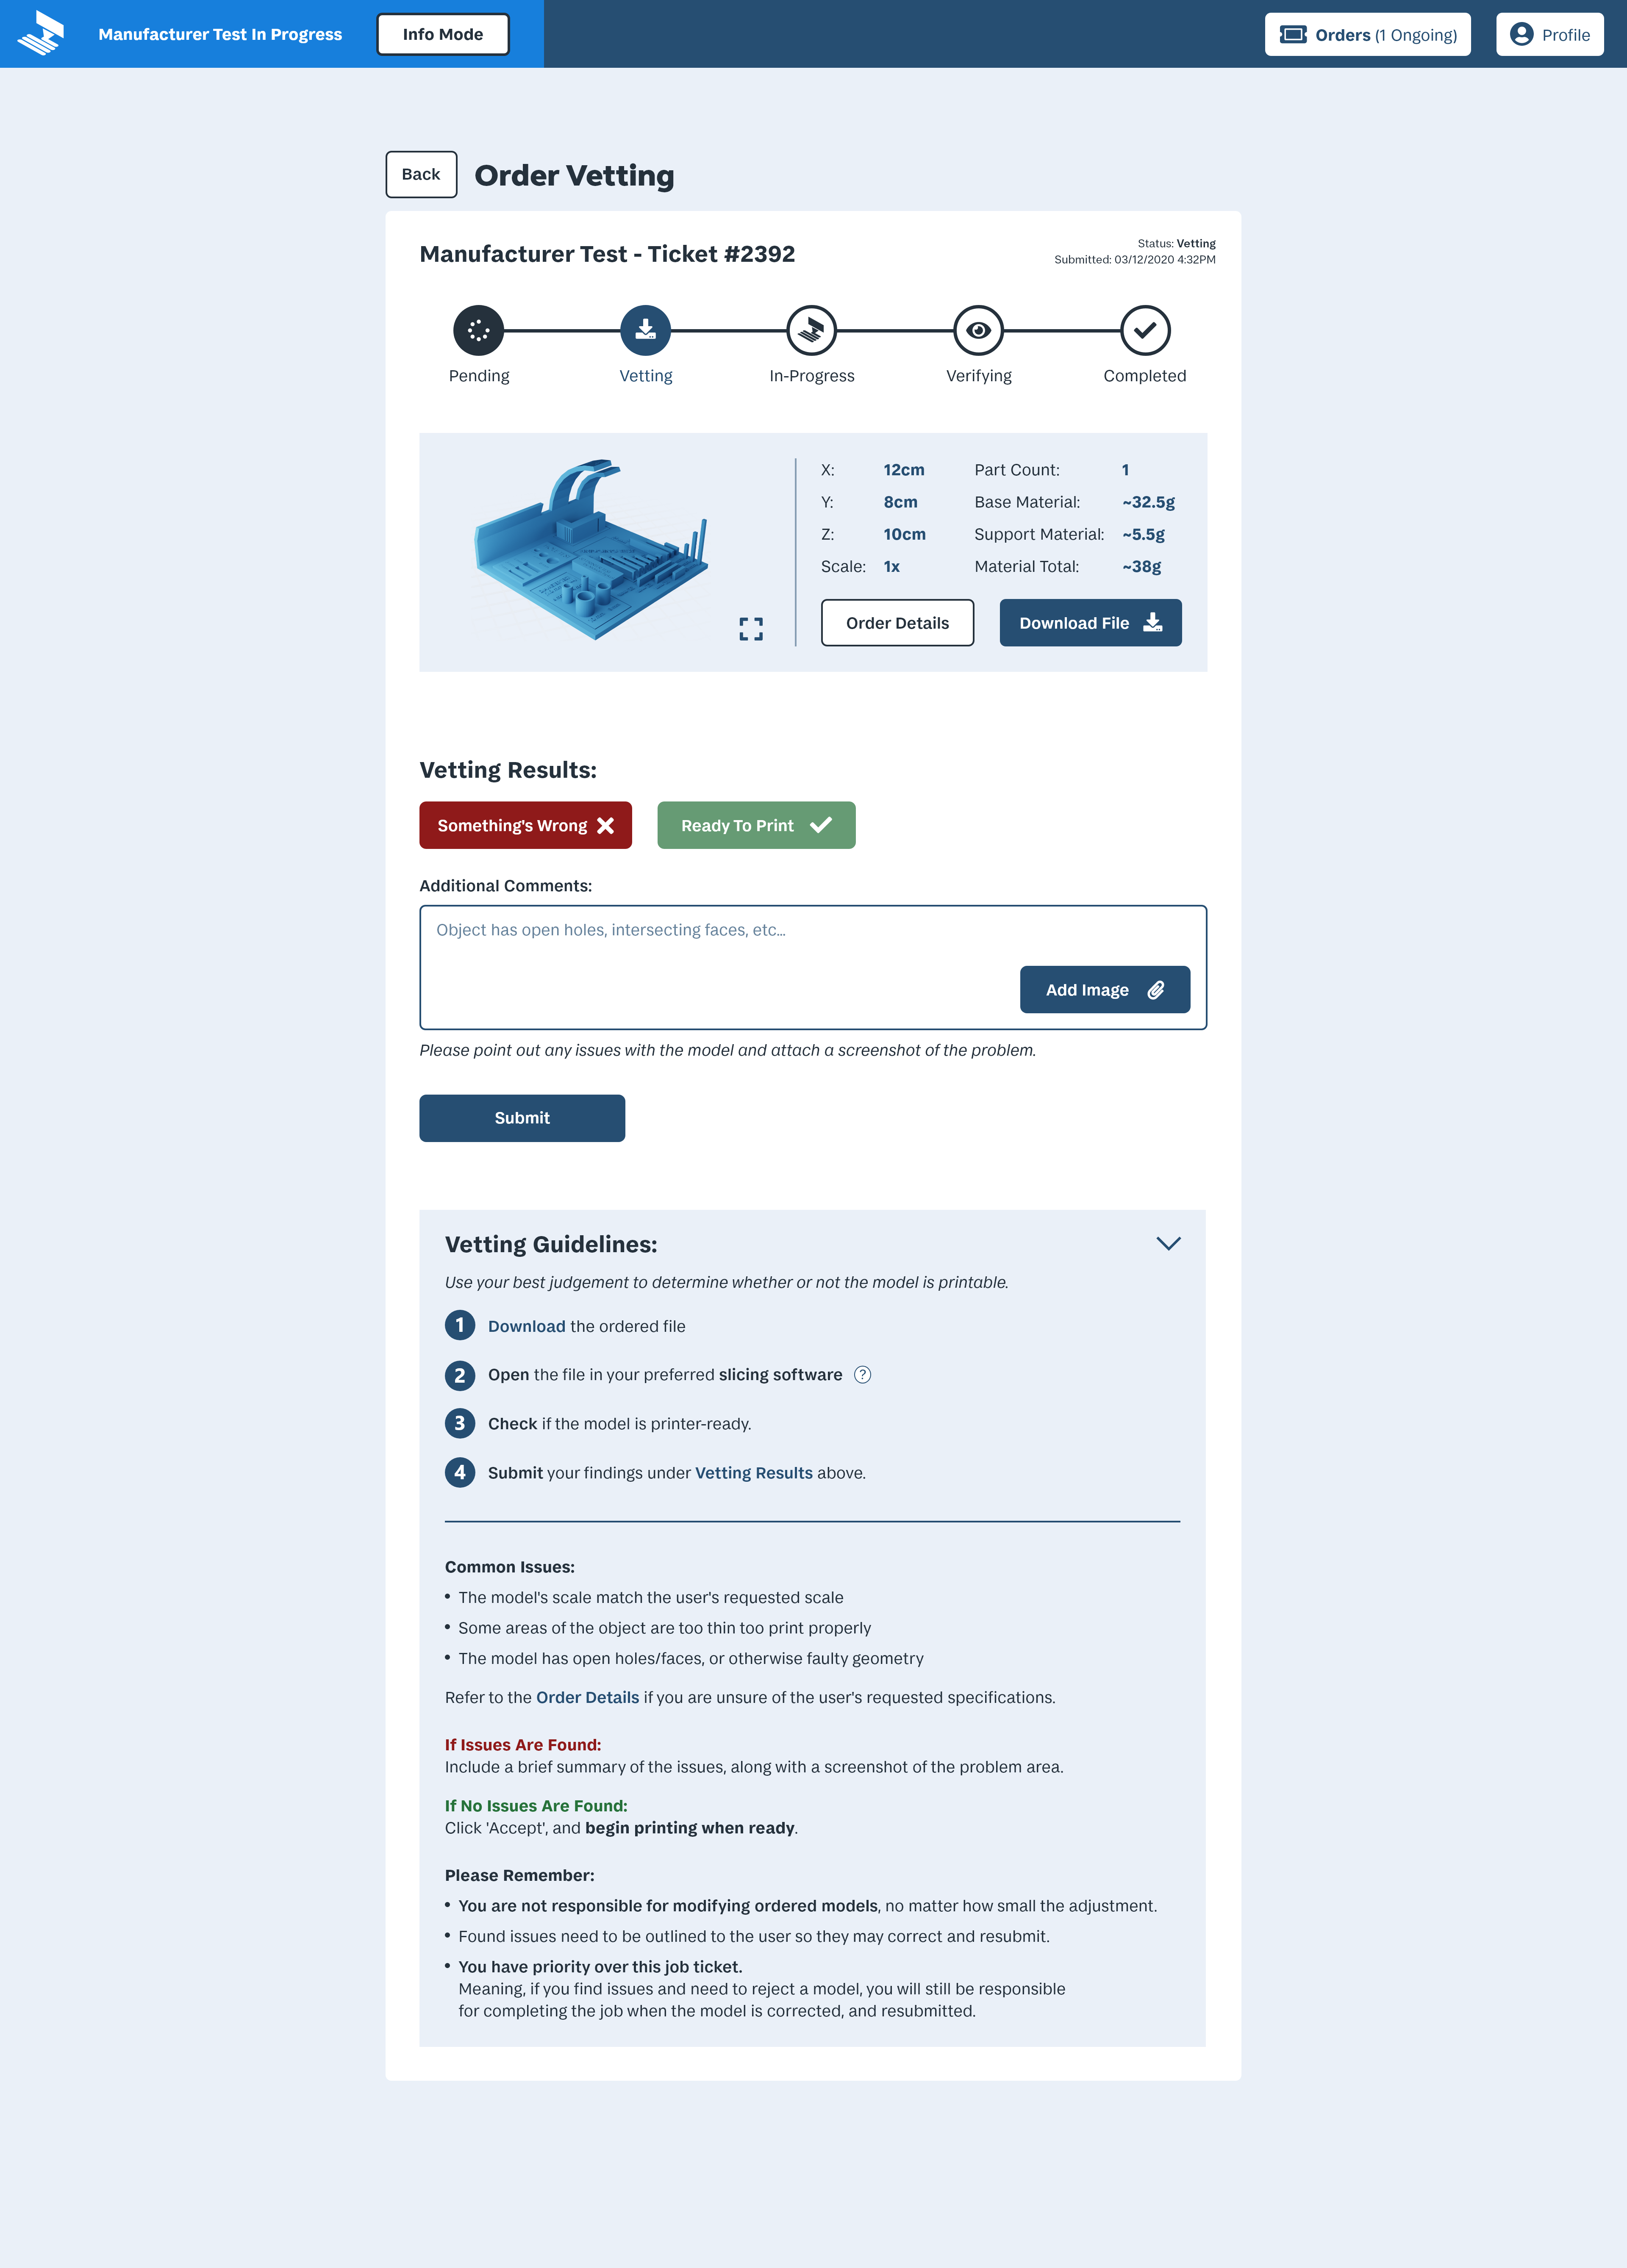 Manufacturer Test In Progress
Info Mode
Orders (1 Ongoing)
Profile
Back
Order Vetting
Manufacturer Test - Ticket #2392
Status: Vetting
Submitted: 03/12/2020 4:32PM
Pending
Vetting
In-Progress
Verifying
Completed
X: 12cm Part Count: 1
Y: 8cm Base Material: ~32.5g
Z: 10cm Support Material: ~5.5g
Scale: 1x Material Total: ~38g
Order Details
Download File
Vetting Results:
Something's Wrong
Ready To Print
Additional Comments:
Object has open holes, intersecting faces, etc...
Add Image
Please point out any issues with the model and attach a screenshot of the problem.
Submit
Vetting Guidelines:
Use your best judgement to determine whether or not the model is printable.
1 Download the ordered file
2 Open the file in your preferred slicing software ?
3 Check if the model is printer-ready.
4 Submit your findings under Vetting Results above.
Common Issues:
• The model's scale match the user's requested scale
• Some areas of the object are too thin too print properly
• The model has open holes/faces, or otherwise faulty geometry
Refer to the Order Details if you are unsure of the user's requested specifications.
If Issues Are Found:
Include a brief summary of the issues, along with a screenshot of the problem area.
If No Issues Are Found:
Click 'Accept', and begin printing when ready.
Please Remember:
• You are not responsible for modifying ordered models, no matter how small the adjustment.
• Found issues need to be outlined to the user so they may correct and resubmit.
• You have priority over this job ticket.
Meaning, if you find issues and need to reject a model, you will still be responsible
for completing the job when the model is corrected, and resubmitted.